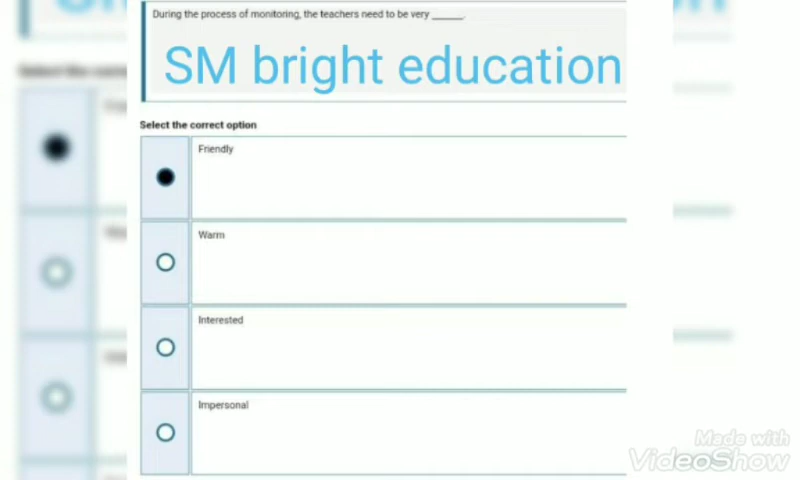 During the process of monitoring, the teachers need to be very ______.
SM bright education
Select the correct option
Friendly
Warm
Interested
Impersonal
Made with
VideoShow